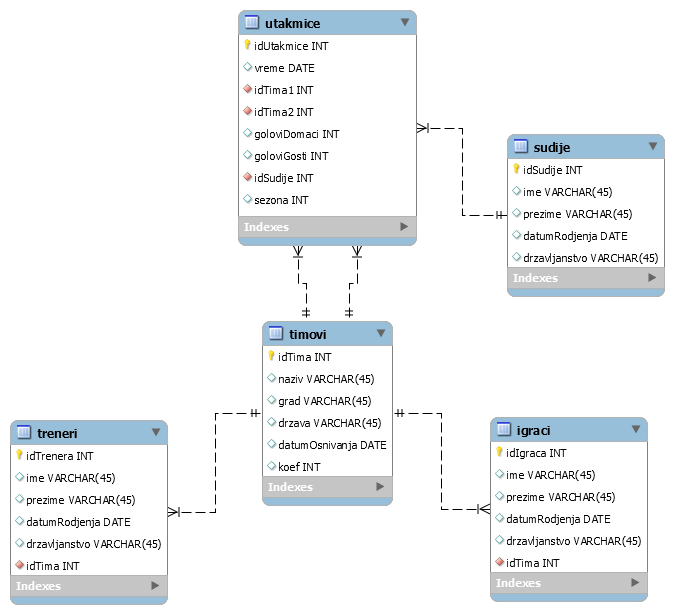 utakmice
idUtakmice INT
vreme DATE
idTima1 INT
idTima2 INT
goloviDomaci INT
goloviGosti INT
idSudije INT
sezona INT
Indexes
sudije
idSudije INT
ime VARCHAR(45)
prezime VARCHAR(45)
datumRodjenja DATE
drzavljanstvo VARCHAR(45)
Indexes
timovi
idTima INT
naziv VARCHAR(45)
grad VARCHAR(45)
drzava VARCHAR(45)
datumOsnivanja DATE
koef INT
Indexes
treneri
idTrenera INT
ime VARCHAR(45)
prezime VARCHAR(45)
datumRodjenja DATE
drzavljanstvo VARCHAR(45)
idTima INT
Indexes
igraci
idIgraca INT
ime VARCHAR(45)
prezime VARCHAR(45)
datumRodjenja DATE
drzavljanstvo VARCHAR(45)
idTima INT
Indexes